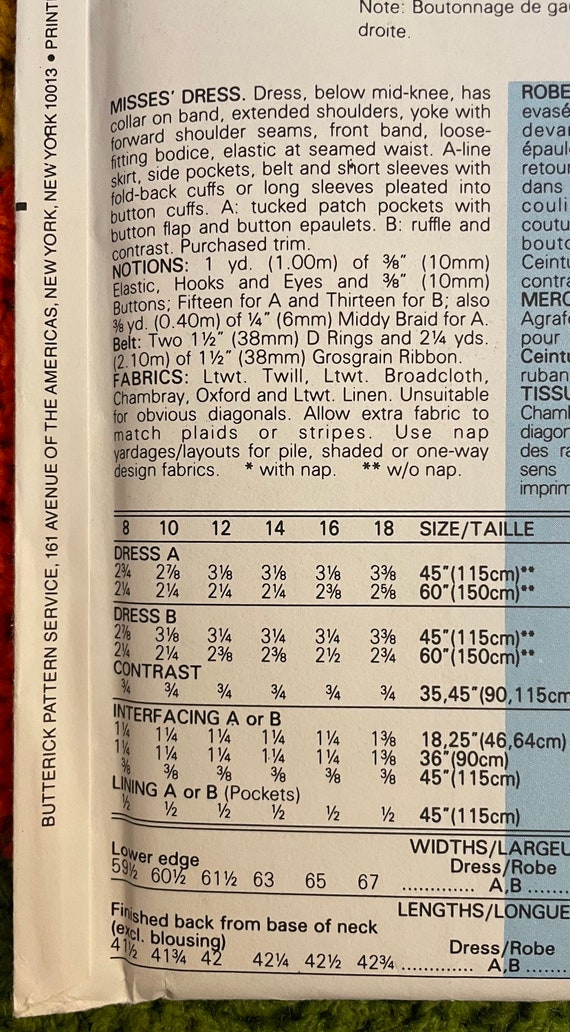 Note: Boutonnage de
droite.
BUTTERICK PATTERN SERVICE, 161 AVENUE OF THE AMERICAS, NEW YORK, NEW YORK 10013 •
MISSES' DRESS. Dress, below mid-knee, has
collar on band, extended shoulders, yoke with
forward shoulder seams, front band, loose-
fitting bodice, elastic at seamed waist. A-line
skirt, side pockets, belt and short sleeves with
fold-back cuffs or long sleeves pleated into
button cuffs. A: tucked patch pockets with
button flap and button epaulets. B: ruffle and
contrast. Purchased trim.
NOTIONS: 1 yd. (1.00m) of ⅜" (10mm)
Elastic, Hooks and Eyes and ⅜" (10mm)
Buttons; Fifteen for A and Thirteen for B; also
⅜ yd. (0.40m) of ¼" (6mm) Middy Braid for A.
Belt: Two 1½" (38mm) D Rings and 2¼ yds.
(2.10m) of 1½" (38mm) Grosgrain Ribbon.
FABRICS: Ltwt. Twill, Ltwt. Broadcloth,
Chambray, Oxford and Ltwt. Linen. Unsuitable
for obvious diagonals. Allow extra fabric to
match plaids or stripes. Use nap
yardages/layouts for pile, shaded or one-way
design fabrics. * with nap. ** w/o nap.
ROBE
evasé
devan
épaul
retour
dans
couli
coutu
bouto
Ceintu
contra
MERC
Agraf
pour
Ceintu
ruban
TISSU
Chamb
diagon
des ra
sens
imprim
8 10 12 14 16 18 SIZE/TAILLE
DRESS A
2¾ 2⅞ 3⅛ 3⅛ 3⅛ 3⅜ 45"(115cm)**
2¼ 2¼ 2¼ 2¼ 2⅜ 2⅝ 60"(150cm)**
DRESS B
2⅞ 3⅛ 3¼ 3¼ 3¼ 3⅜ 45"(115cm)**
2¼ 2¼ 2⅜ 2⅜ 2½ 2¾ 60"(150cm)**
CONTRAST
¾ ¾ ¾ ¾ ¾ ¾ 35,45"(90,115cm
INTERFACING A or B
1¼ 1¼ 1¼ 1¼ 1¼ 1⅜ 18,25"(46,64cm)
1¼ 1¼ 1¼ 1¼ 1¼ 1⅜ 36"(90cm)
⅜ ⅜ ⅜ ⅜ ⅜ ⅜ 45"(115cm)
LINING A or B (Pockets)
½ ½ ½ ½ ½ ½ 45"(115cm)
WIDTHS/LARGEU
Lower edge Dress/Robe
59½ 60½ 61½ 63 65 67 ............. A,B .......
LENGTHS/LONGUE
Finished back from base of neck
(excl. blousing) Dress/Robe
41½ 41¾ 42 42¼ 42½ 42¾ ............. A,B .......